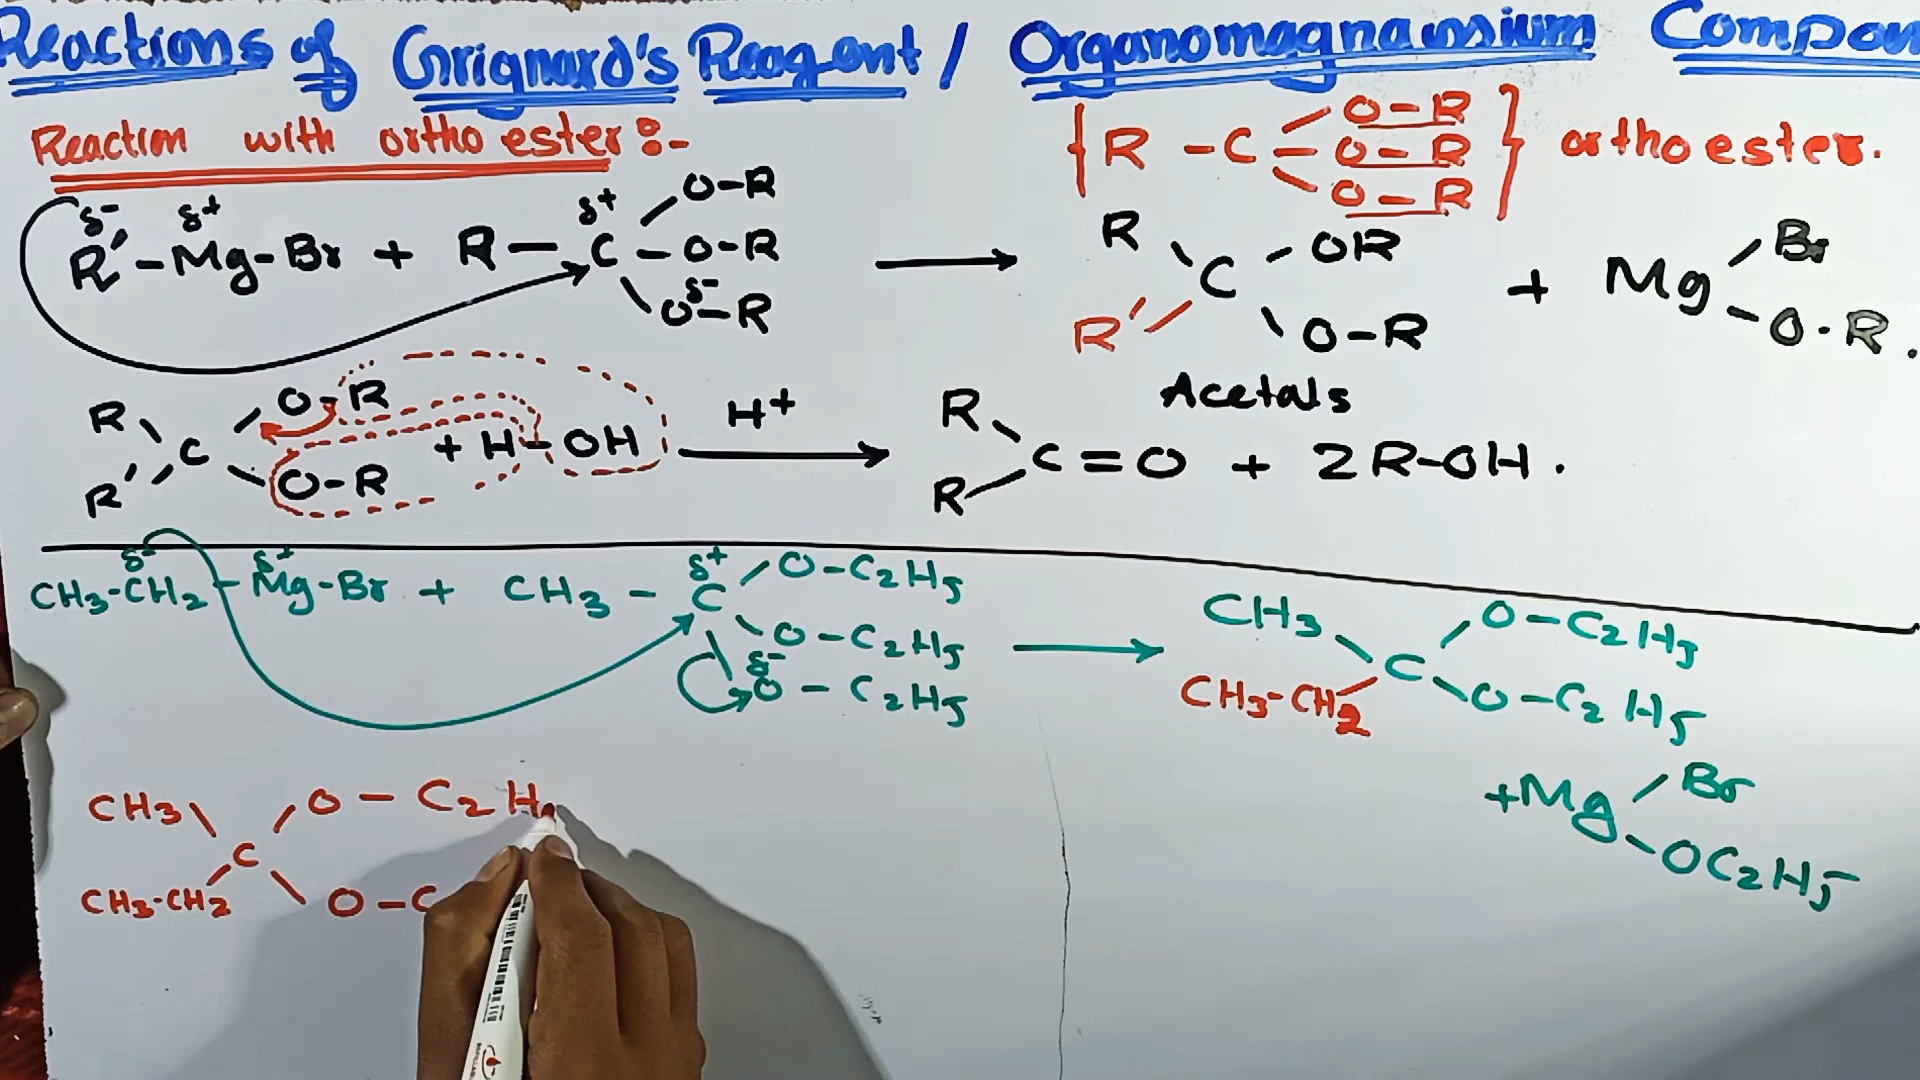 Reactions of Grignard's Reagent / Organomagnaissium Compoun
Reaction with ortho ester :-
{ R - C O-R O-R O-R } ortho ester.
δ- δ+ R' - Mg - Br + R - C δ+ O-R O-R O δ- -R → R R' C OR O-R + Mg Br O-R.
Acetals
R R' C O-R O-R + H-OH H+ → R R C = O + 2R-OH.
CH3-CH2 δ- - Mg δ+ - Br + CH3 - C δ+ O-C2H5 O-C2H5 O δ- - C2H5 → CH3 CH3-CH2 C O-C2H5 O-C2H5
+ Mg Br OC2H5
CH3 CH3-CH2 C O - C2H O-C